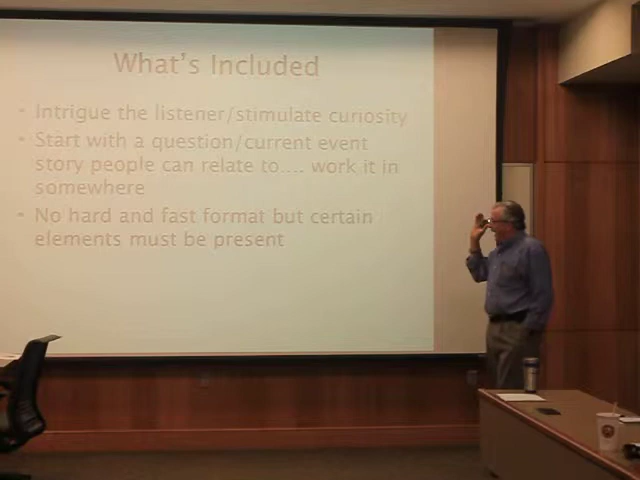 What's Included
- Intrigue the listener/stimulate curiosity
- Start with a question/current event
story people can relate to.... work it in
somewhere
- No hard and fast format but certain
elements must be present